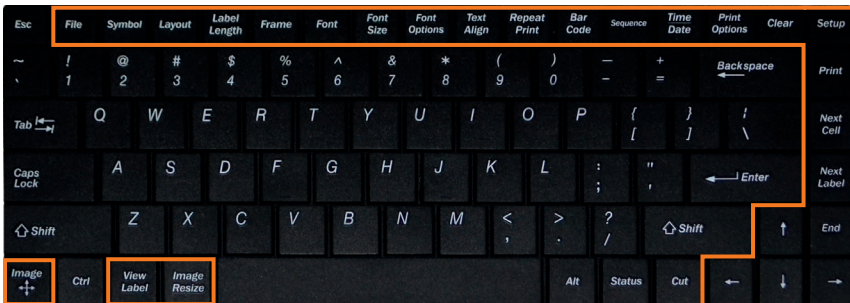 Esc File Symbol Layout Label Length Frame Font Font Size Font Options Text Align Repeat Print Bar Code Sequence Time Date Print Options Clear Setup
~ ! @ # $ % ^ & * ( ) — + Backspace Print
` 1 2 3 4 5 6 7 8 9 0 - =
Tab Q W E R T Y U I O P { } ¦ Next Cell
[ ] \
Caps Lock A S D F G H J K L : " Enter Next Label
; '
Shift Z X C V B N M < > ? Shift ↑ End
, . /
Image Ctrl View Label Image Resize Alt Status Cut ← ↓ →